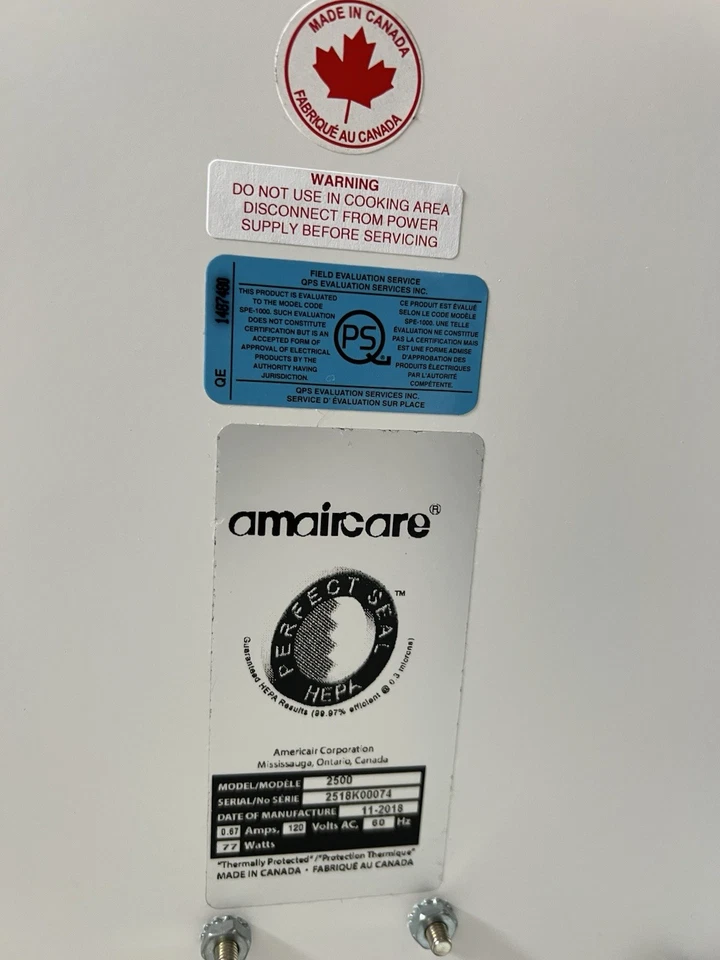 MADE IN CANADA
FABRIQUÉ AU CANADA
WARNING
DO NOT USE IN COOKING AREA
DISCONNECT FROM POWER
SUPPLY BEFORE SERVICING
FIELD EVALUATION SERVICE
QPS EVALUATION SERVICES INC.
QE 1467480
THIS PRODUCT IS EVALUATED
TO THE MODEL CODE
SPE-1000. SUCH EVALUATION
DOES NOT CONSTITUTE
CERTIFICATION BUT IS AN
ACCEPTED FORM OF
APPROVAL OF ELECTRICAL
PRODUCTS BY THE
AUTHORITY HAVING
JURISDICTION.
QPS®
CE PRODUIT EST ÉVALUÉ
SELON LE CODE MODÈLE
SPE-1000. UNE TELLE
ÉVALUATION NE CONSTITUE
PAS LA CERTIFICATION MAIS
EST UNE FORME ADMISE
D'APPROBATION DES
PRODUITS ÉLECTRIQUES
PAR L'AUTORITÉ
COMPÉTENTE.
QPS EVALUATION SERVICES INC.
SERVICE D' ÉVALUATION SUR PLACE
amaircare®
PERFECT SEAL ™
HEPA
Guaranteed HEPA Results (99.97% efficient @ 0.3 microns)
Americair Corporation
Mississauga, Ontario, Canada
MODEL/MODÈLE 2500
SERIAL/No SÉRIE 2518K00074
DATE OF MANUFACTURE 11-2018
0.67 Amps, 120 Volts AC, 60 Hz
77 Watts
"Thermally Protected"/"Protection Thermique"
MADE IN CANADA • FABRIQUÉ AU CANADA